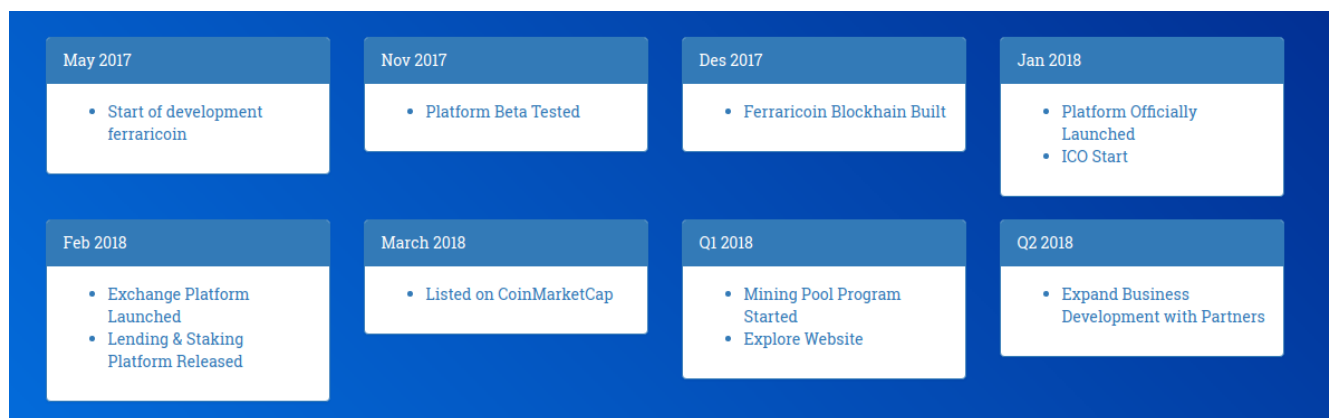 May 2017
Start of development
ferraricoin
Nov 2017
Platform Beta Tested
Des 2017
Ferraricoin Blockhain Built
Jan 2018
Platform Officially
Launched
ICO Start
Feb 2018
Exchange Platform
Launched
Lending & Staking
Platform Released
March 2018
Listed on CoinMarketCap
Q1 2018
Mining Pool Program
Started
Explore Website
Q2 2018
Expand Business
Development with Partners